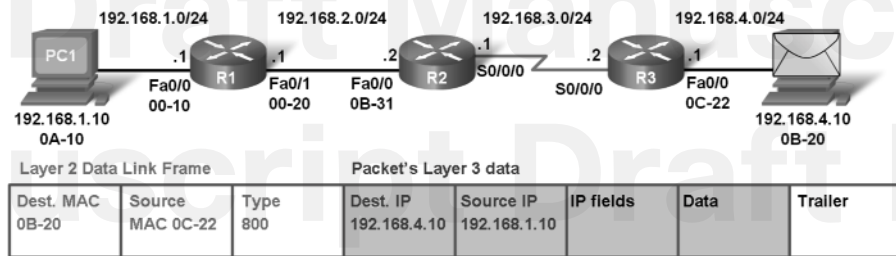 Draft Manuscript
192.168.1.0/24 192.168.2.0/24 192.168.3.0/24 192.168.4.0/24
PC1 .1 R1 .1 .2 R2 .1 .2 R3 .1
S0/0/0
Fa0/0 Fa0/1 Fa0/0 S0/0/0 Fa0/0
00-10 00-20 0B-31 0C-22
192.168.1.10 192.168.4.10
0A-10 0B-20
Layer 2 Data Link Frame Packet's Layer 3 data
Dest. MAC Source Type Dest. IP Source IP IP fields Data Trailer
0B-20 MAC 0C-22 800 192.168.4.10 192.168.1.10
uscript Draft